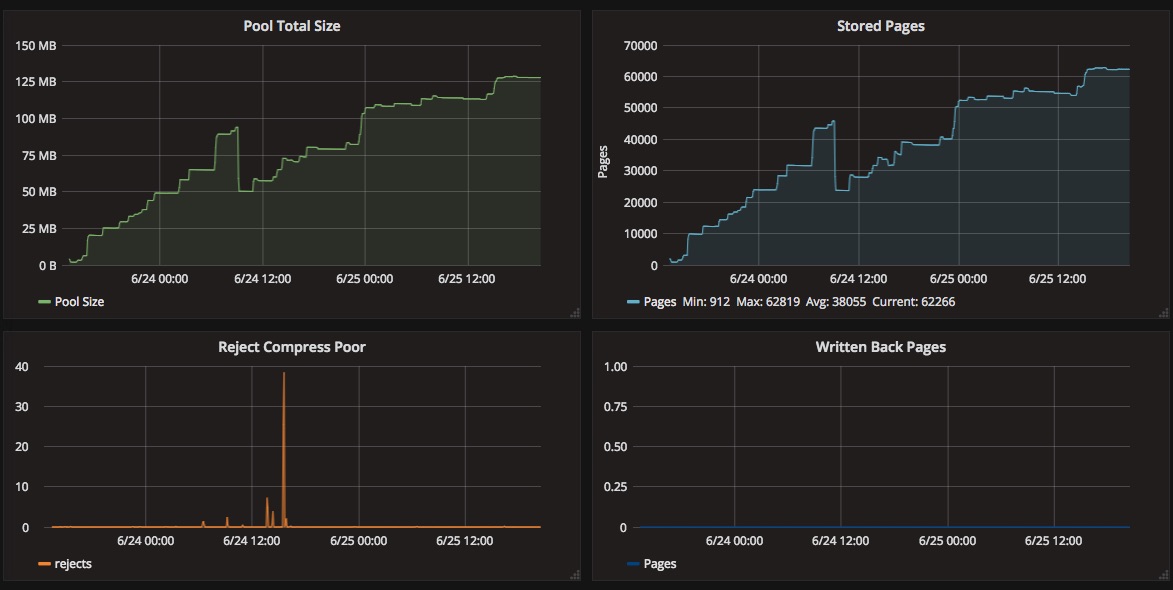 Pool Total Size
150 MB
125 MB
100 MB
75 MB
50 MB
25 MB
0 B
6/24 00:00 6/24 12:00 6/25 00:00 6/25 12:00
Pool Size
Stored Pages
Pages
70000
60000
50000
40000
30000
20000
10000
0
6/24 00:00 6/24 12:00 6/25 00:00 6/25 12:00
Pages Min: 912 Max: 62819 Avg: 38055 Current: 62266
Reject Compress Poor
40
30
20
10
0
6/24 00:00 6/24 12:00 6/25 00:00 6/25 12:00
rejects
Written Back Pages
1.00
0.75
0.50
0.25
0
6/24 00:00 6/24 12:00 6/25 00:00 6/25 12:00
Pages